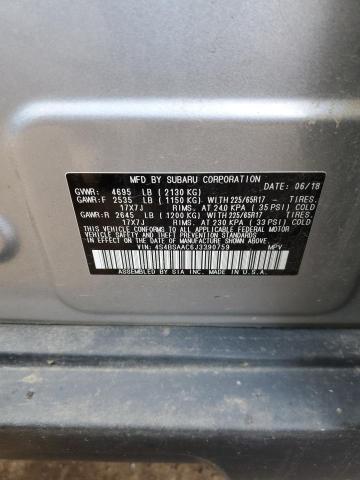 MFD BY SUBARU CORPORATION DATE: 06/18
GVWR: 4695 LB (2130 KG)
GAWR:F 2535 LB (1150 KG) WITH 225/65R17 TIRES.
17X7J RIMS. AT 240 KPA (35 PSI) COLD
GAWR:R 2645 LB (1200 KG) WITH 225/65R17 TIRES.
17X7J RIMS. AT 230 KPA (33 PSI) COLD
THIS VEHICLE CONFORMS TO ALL APPLICABLE FEDERAL MOTOR
VEHICLE SAFETY AND THEFT PREVENTION STANDARDS
IN EFFECT ON THE DATE OF MANUFACTURE SHOWN ABOVE.
VIN: 4S4BSAAC6J3390759 MPV
ASSEMBLED BY SIA INC. MADE IN U.S.A.